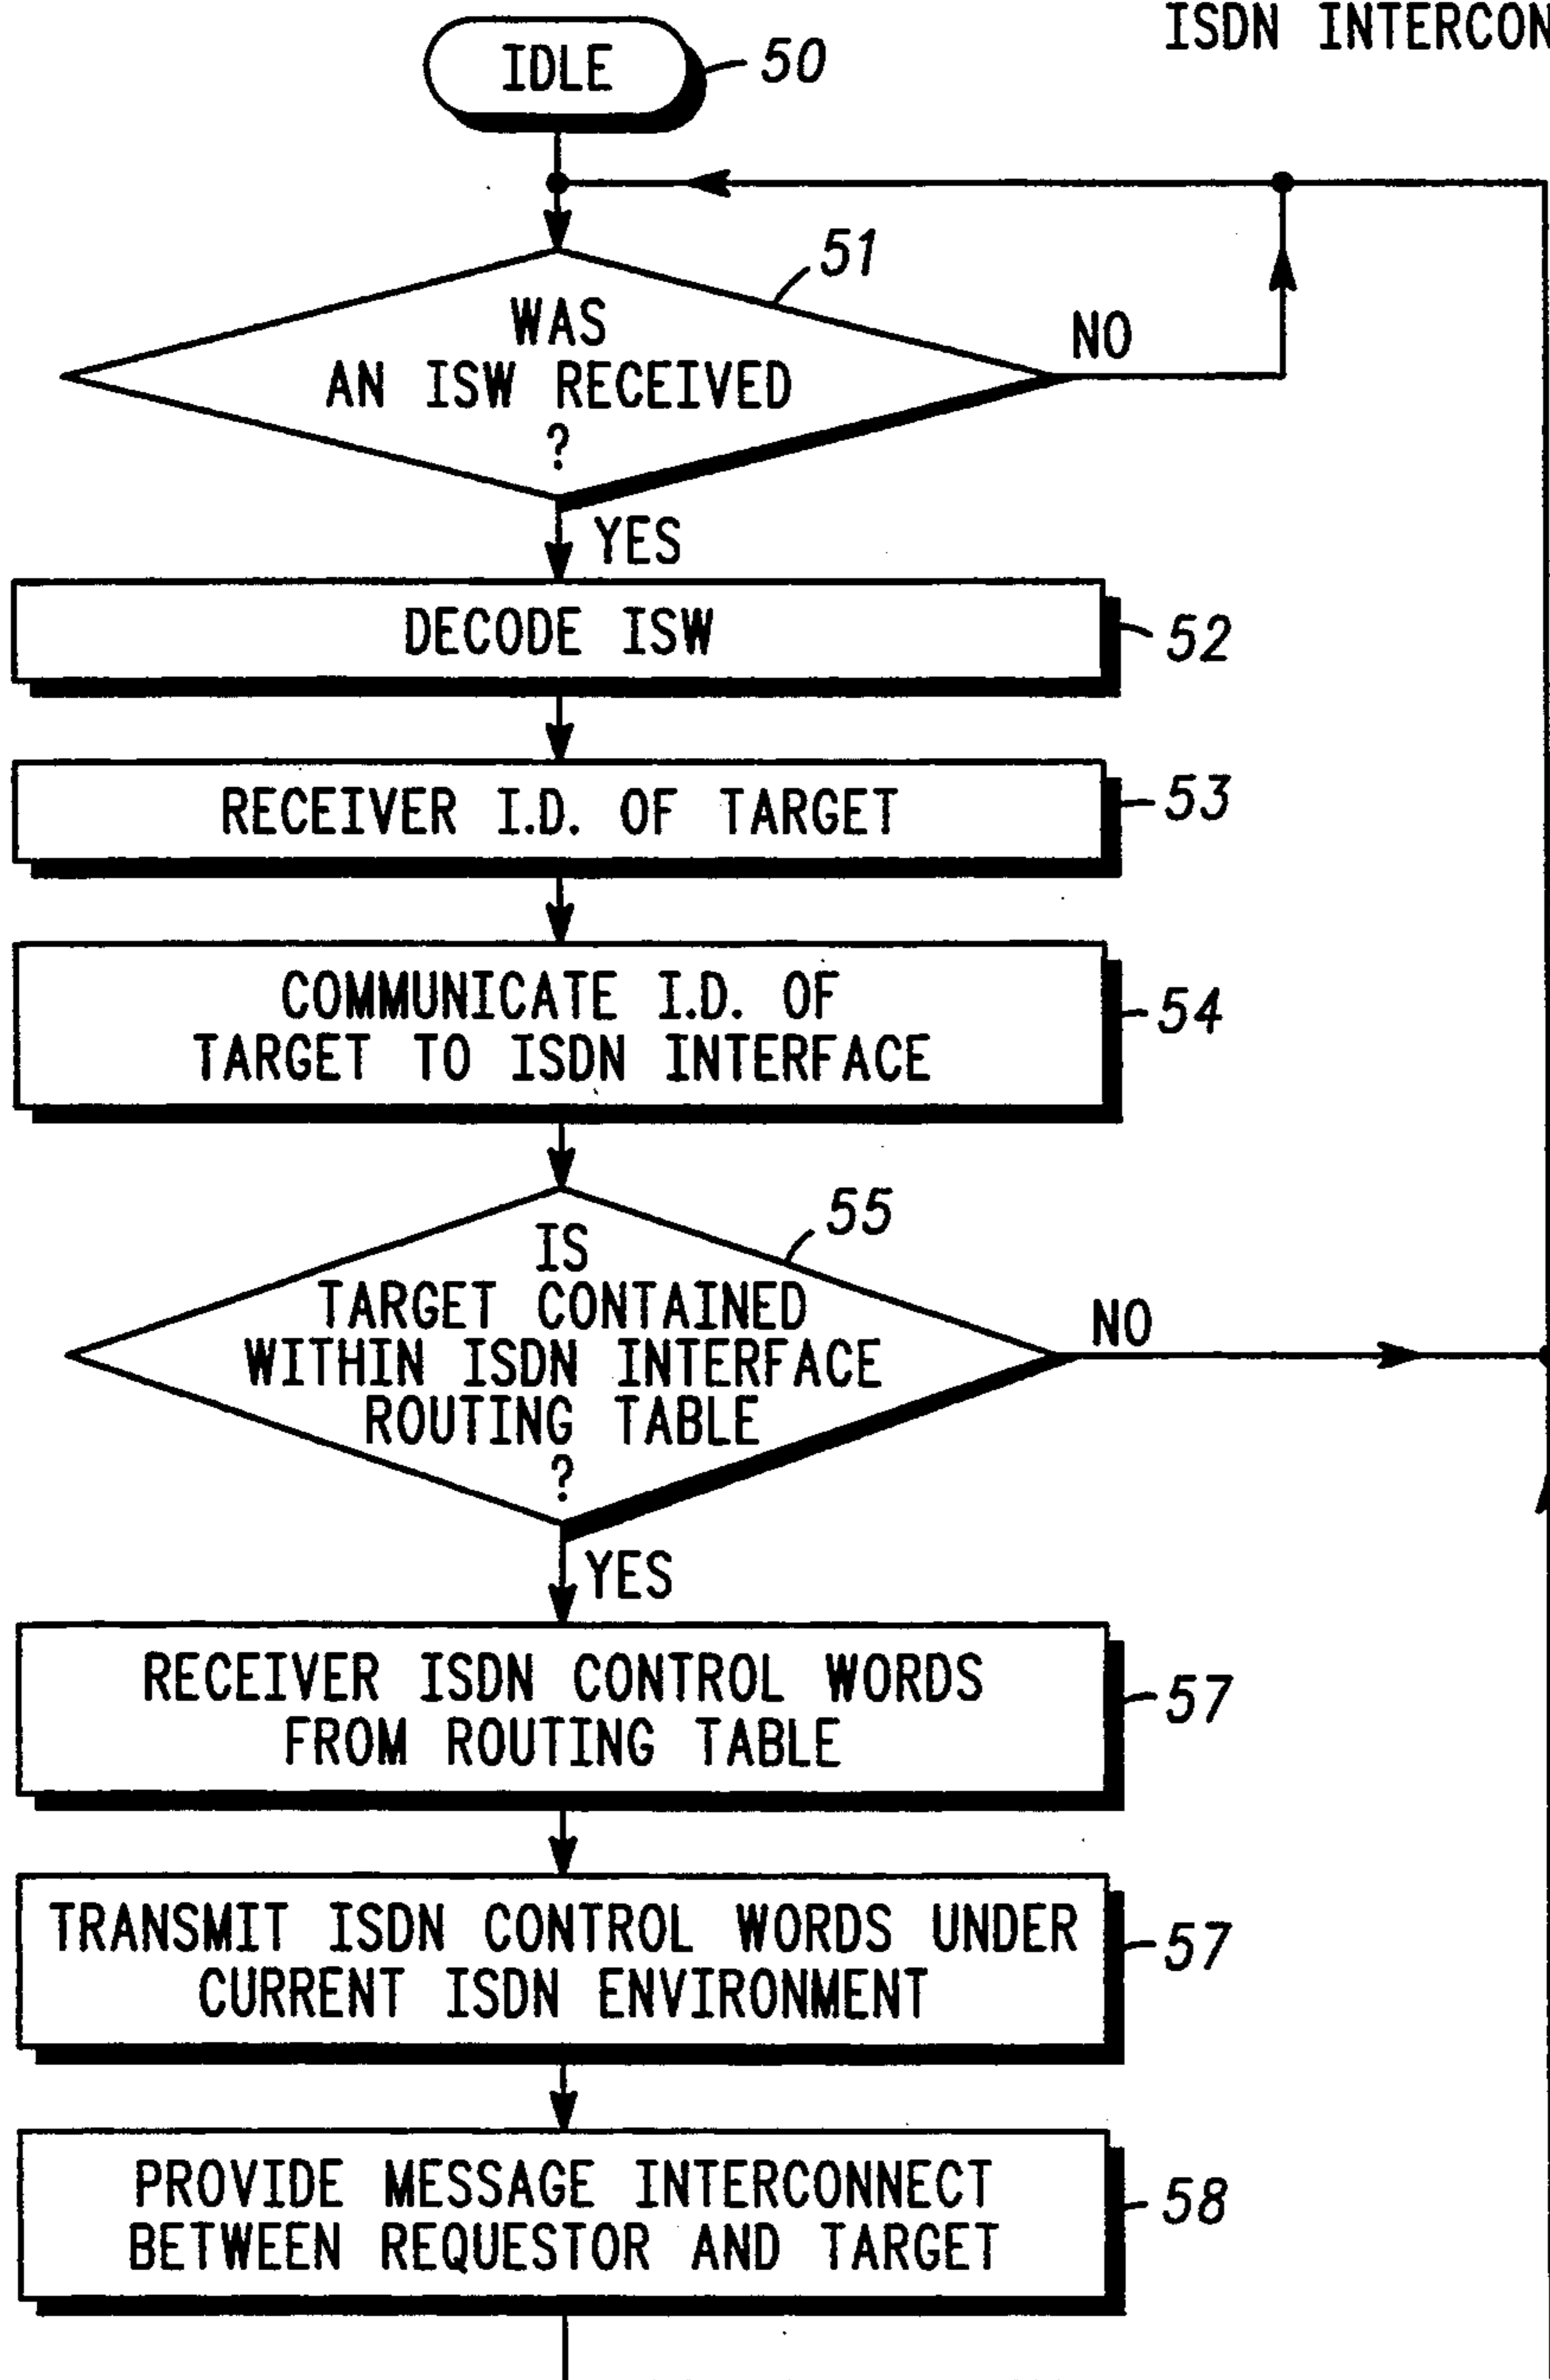 ISDN INTERCON
IDLE
50
51
WAS
AN ISW RECEIVED
?
NO
YES
DECODE ISW
52
RECEIVER I.D. OF TARGET
53
COMMUNICATE I.D. OF
TARGET TO ISDN INTERFACE
54
55
IS
TARGET CONTAINED
WITHIN ISDN INTERFACE
ROUTING TABLE
?
NO
YES
RECEIVER ISDN CONTROL WORDS
FROM ROUTING TABLE
57
TRANSMIT ISDN CONTROL WORDS UNDER
CURRENT ISDN ENVIRONMENT
57
PROVIDE MESSAGE INTERCONNECT
BETWEEN REQUESTOR AND TARGET
58